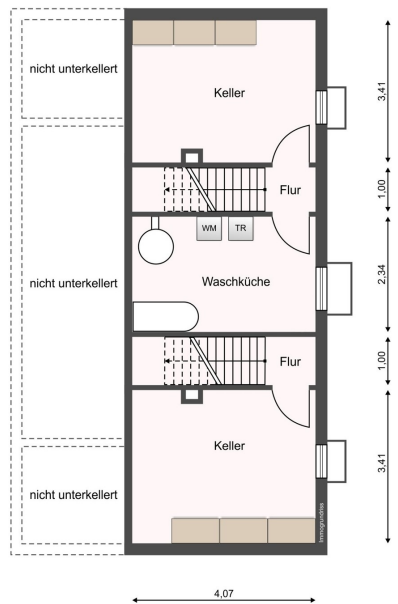 nicht unterkellert
Keller
3,41
Flur
1,00
WM
TR
nicht unterkellert
Waschküche
2,34
Flur
1,00
Keller
3,41
nicht unterkellert
Immogrundriss
4,07